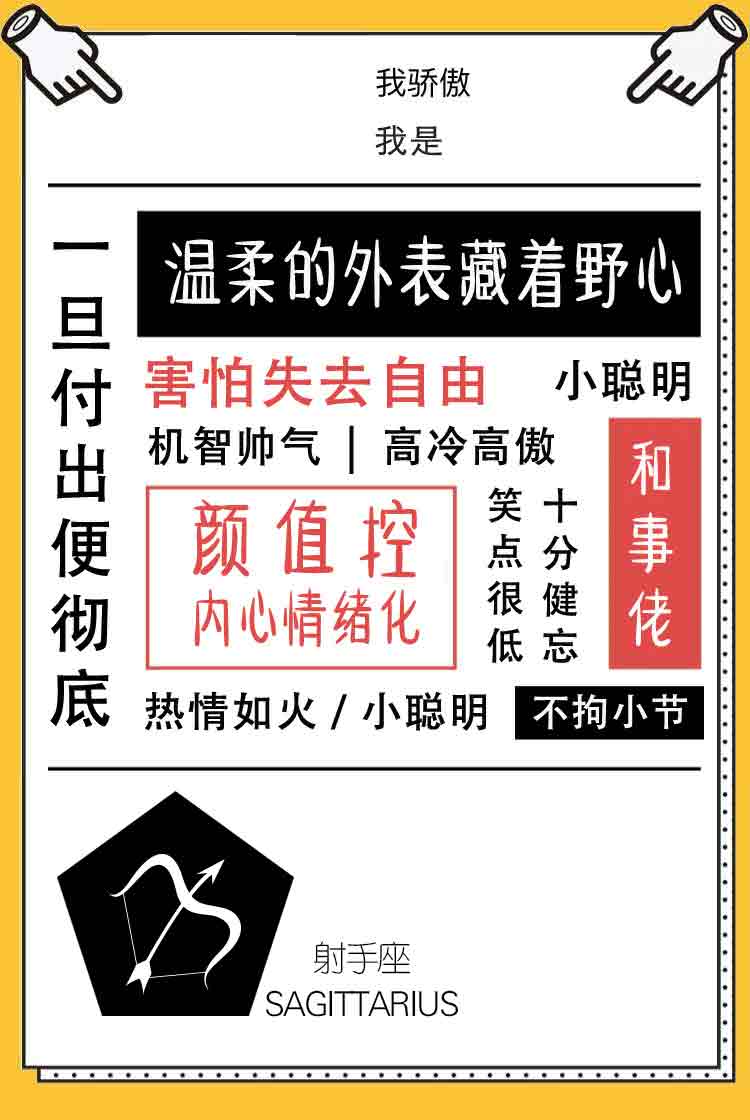 我骄傲
我是
一旦付出便彻底
温柔的外表藏着野心
害怕失去自由
小聪明
机智帅气 | 高冷高傲
和事佬
颜值控
内心情绪化
十分健忘
笑点很低
热情如火 / 小聪明
不拘小节
射手座
SAGITTARIUS